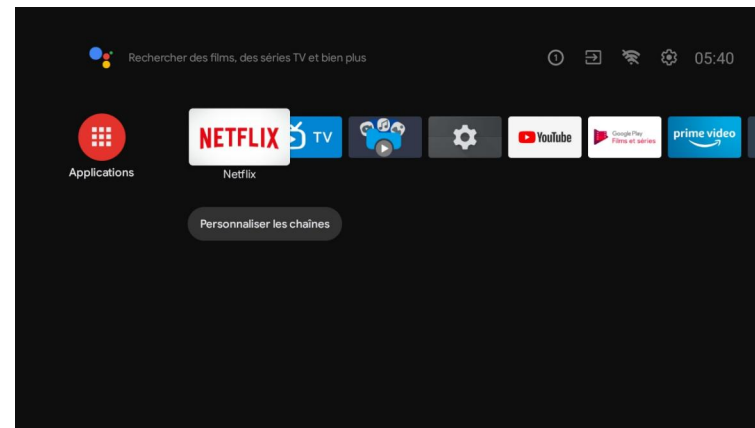 Rechercher des films, des séries TV et bien plus
1
05:40
NETFLIX
TV
YouTube
Google Play
Films et séries
prime video
Applications
Netflix
Personnaliser les chaînes